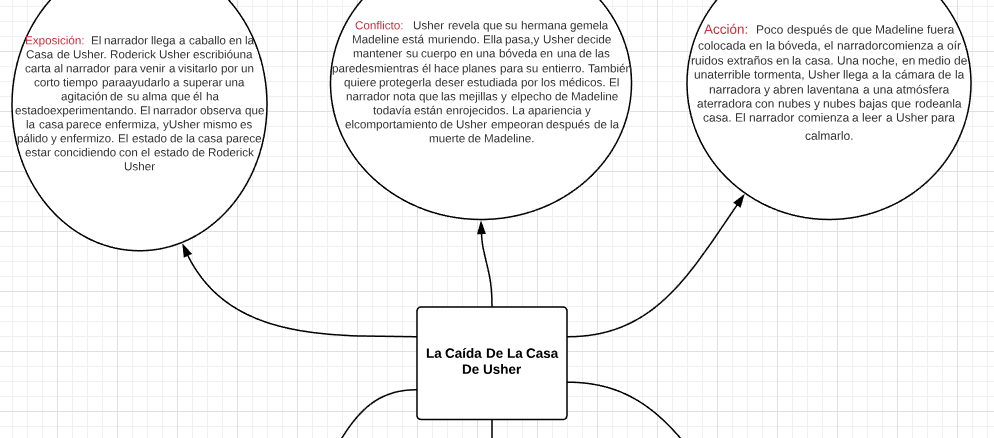 Exposición: El narrador llega a caballo en la
Casa de Usher. Roderick Usher escribióuna
carta al narrador para venir a visitarlo por un
corto tiempo paraayudarlo a superar una
agitación de su alma que él ha
estadoexperimentando. El narrador observa que
la casa parece enfermiza, yUsher mismo es
pálido y enfermizo. El estado de la casa parece
estar concidiendo con el estado de Roderick
Usher
Conflicto: Usher revela que su hermana gemela
Madeline está muriendo. Ella pasa,y Usher decide
mantener su cuerpo en una bóveda en una de las
paredesmientras él hace planes para su entierro. También
quiere protegerla deser estudiada por los médicos. El
narrador nota que las mejillas y elpecho de Madeline
todavía están enrojecidos. La apariencia y
elcomportamiento de Usher empeoran después de la
muerte de Madeline.
Acción: Poco después de que Madeline fuera
colocada en la bóveda, el narradorcomienza a oír
ruidos extraños en la casa. Una noche, en medio de
unaterrible tormenta, Usher llega a la cámara de la
narradora y abren laventana a una atmósfera
aterradora con nubes y nubes bajas que rodeanla
casa. El narrador comienza a leer a Usher para
calmarlo.
La Caída De La Casa
De Usher